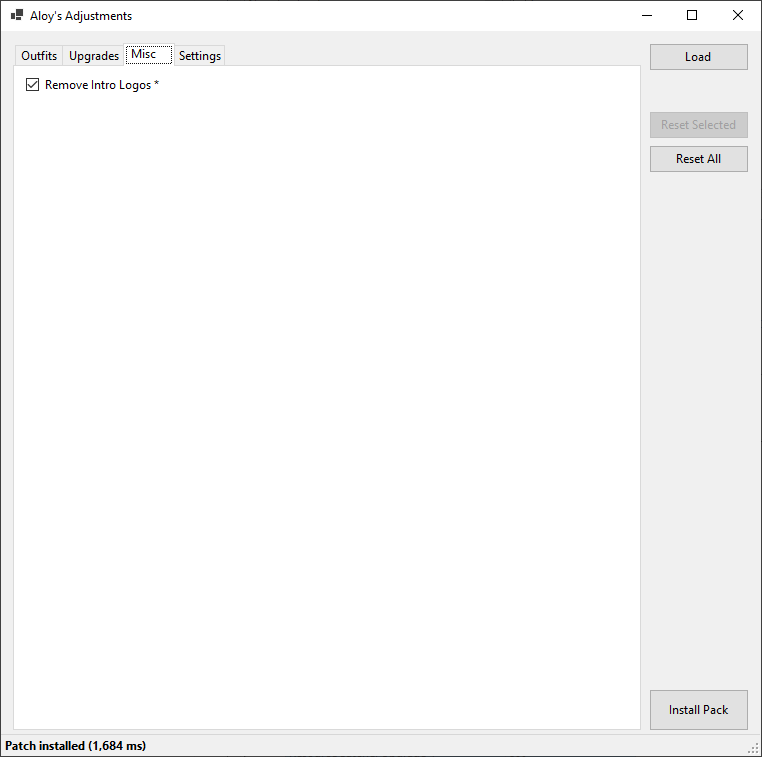 Aloy's Adjustments
Outfits Upgrades Misc Settings
Load
Remove Intro Logos *
Reset Selected
Reset All
Install Pack
Patch installed (1,684 ms)